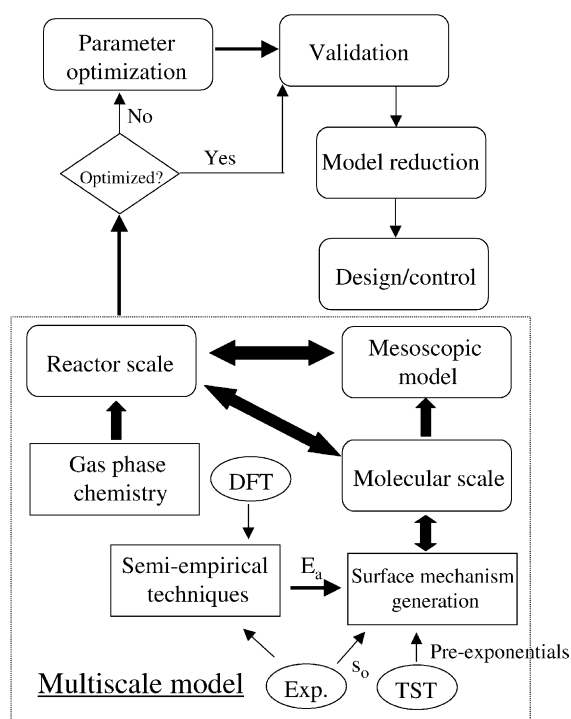 Parameter
optimization
Validation
No
Yes
Optimized?
Model reduction
Design/control
Reactor scale
Mesoscopic
model
Gas phase
chemistry
DFT
Molecular scale
Semi-empirical
techniques
Ea
Surface mechanism
generation
Pre-exponentials
so
Multiscale model
Exp.
TST